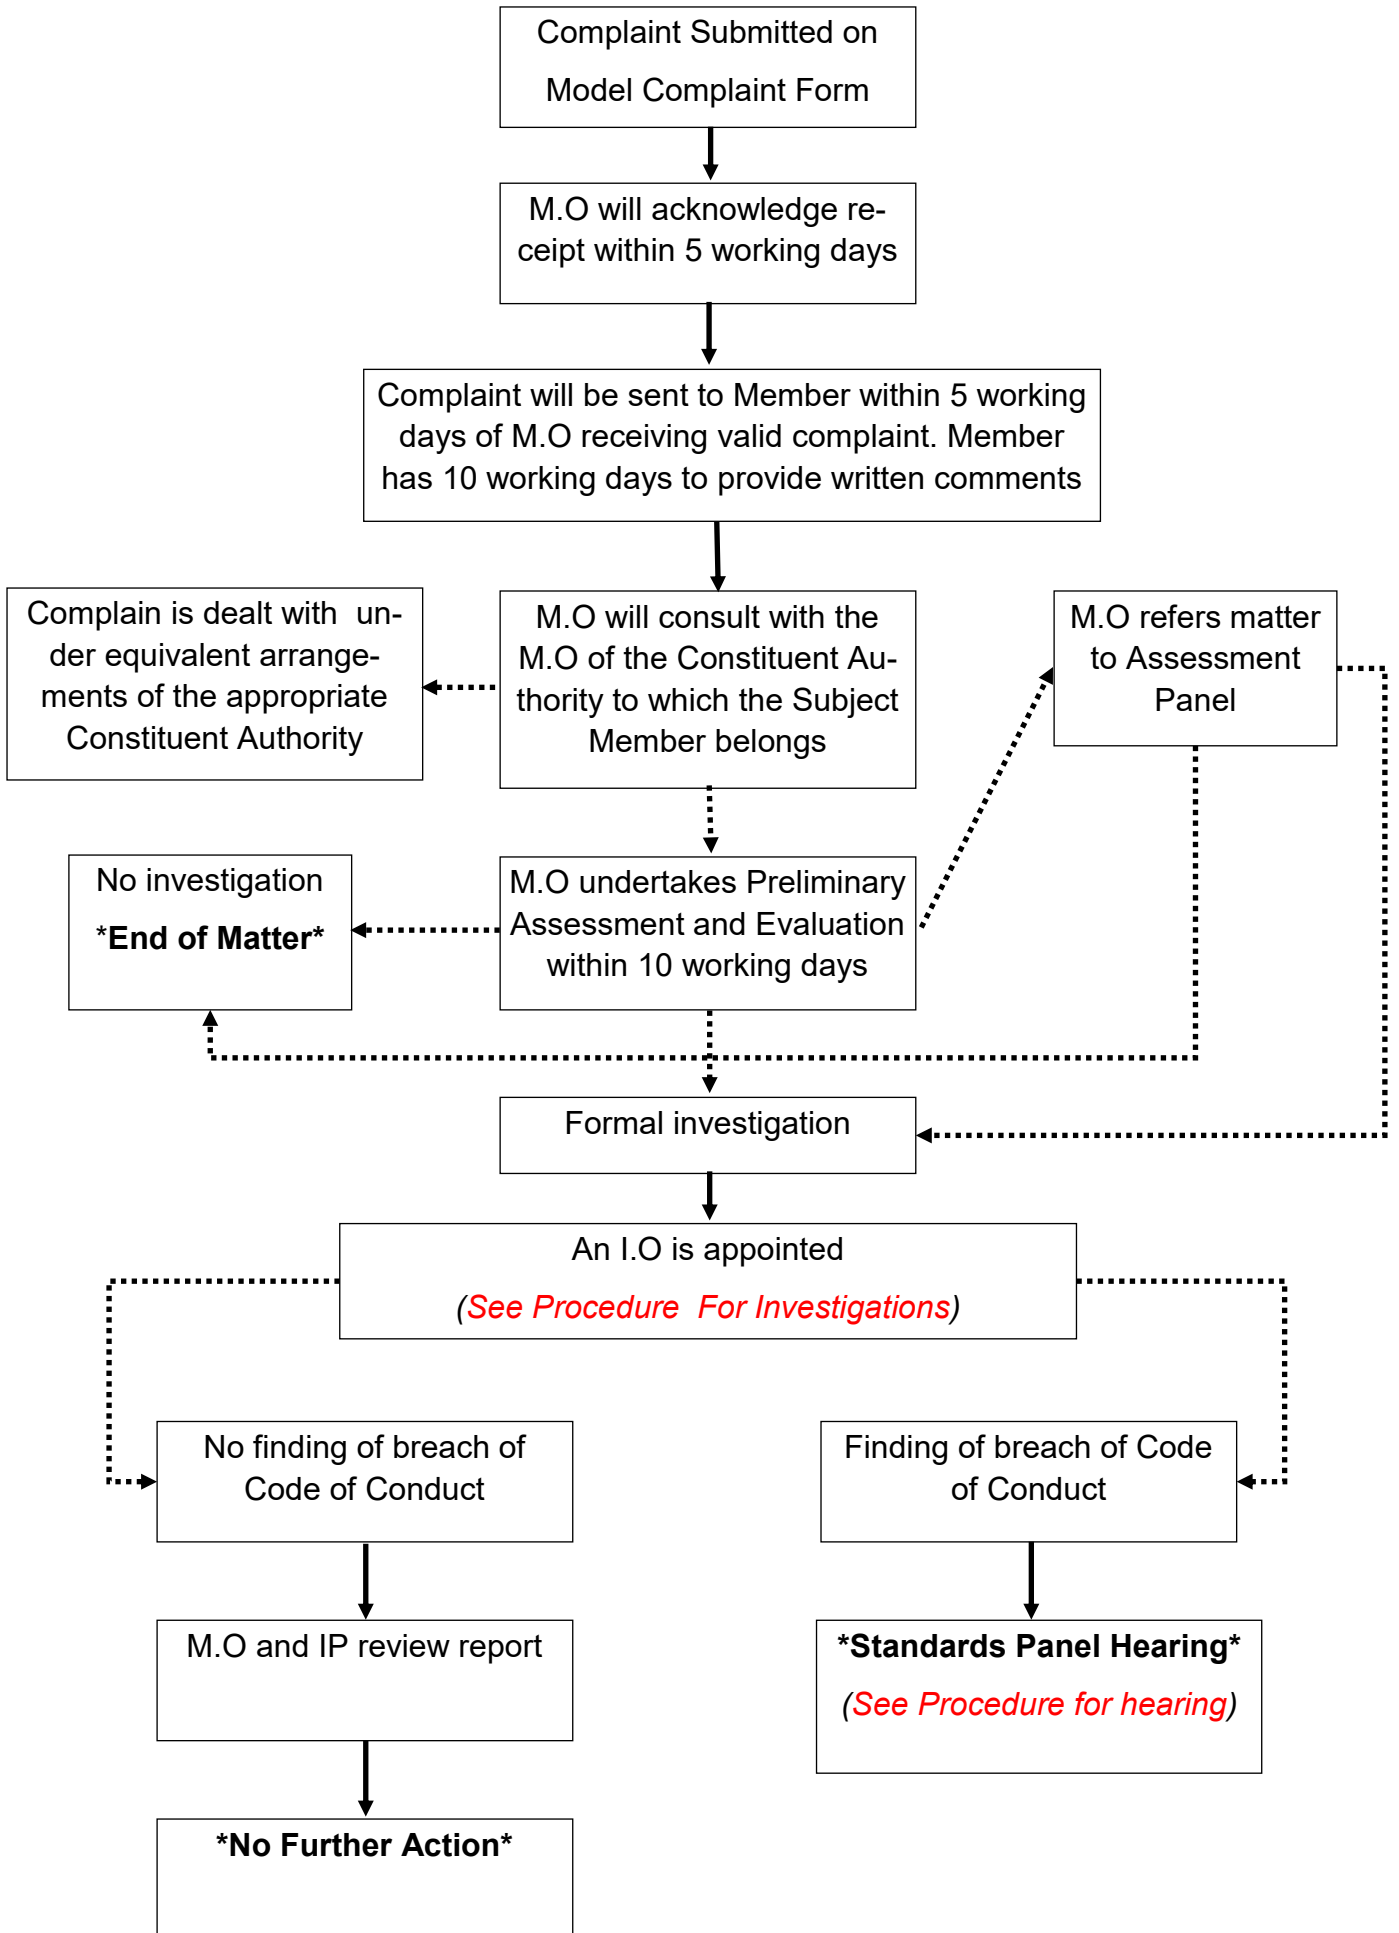 Complaint Submitted on
Model Complaint Form
M.O will acknowledge re-
ceipt within 5 working days
Complaint will be sent to Member within 5 working
days of M.O receiving valid complaint. Member
has 10 working days to provide written comments
Complain is dealt with  un-
der equivalent arrange-
ments of the appropriate
Constituent Authority
M.O will consult with the
M.O of the Constituent Au-
thority to which the Subject
Member belongs
M.O refers matter
to Assessment
Panel
No investigation
*End of Matter*
M.O undertakes Preliminary
Assessment and Evaluation
within 10 working days
Formal investigation
An I.O is appointed
(See Procedure  For Investigations)
No finding of breach of
Code of Conduct
Finding of breach of Code
of Conduct
M.O and IP review report
*Standards Panel Hearing*
(See Procedure for hearing)
*No Further Action*